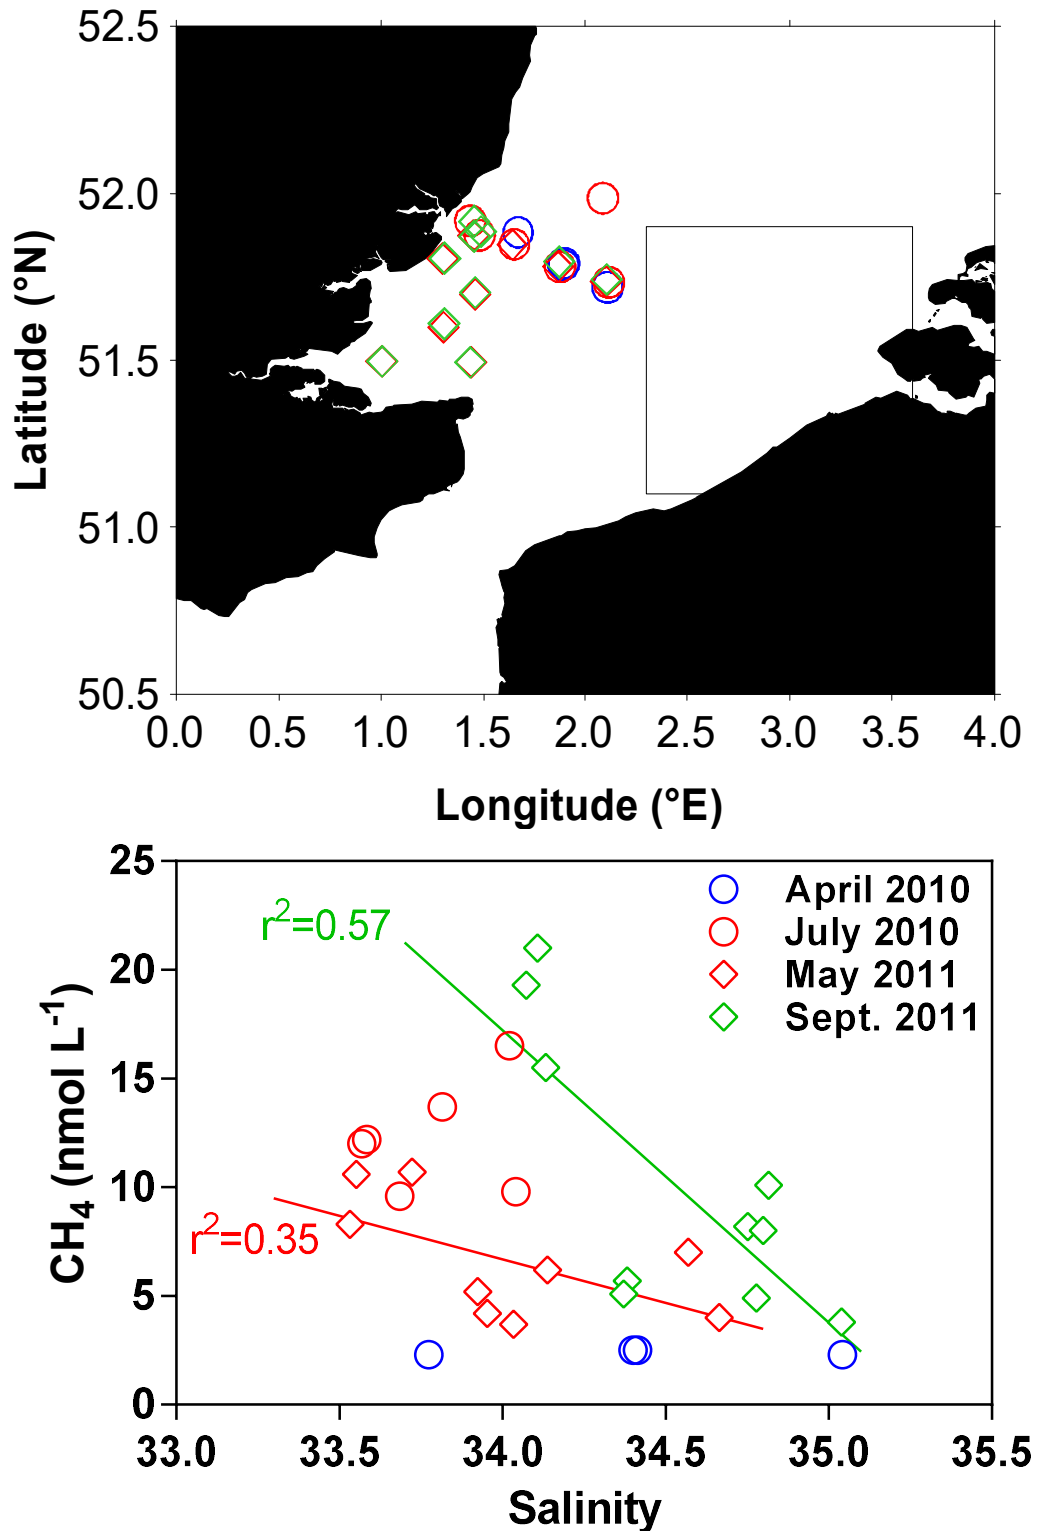 52.5
52.0
51.5
51.0
50.5
Latitude (°N)
0.0 0.5 1.0 1.5 2.0 2.5 3.0 3.5 4.0
Longitude (°E)
25
20
15
10
5
0
CH4 (nmol L-1)
r2=0.57
r2=0.35
April 2010
July 2010
May 2011
Sept. 2011
33.0 33.5 34.0 34.5 35.0 35.5
Salinity